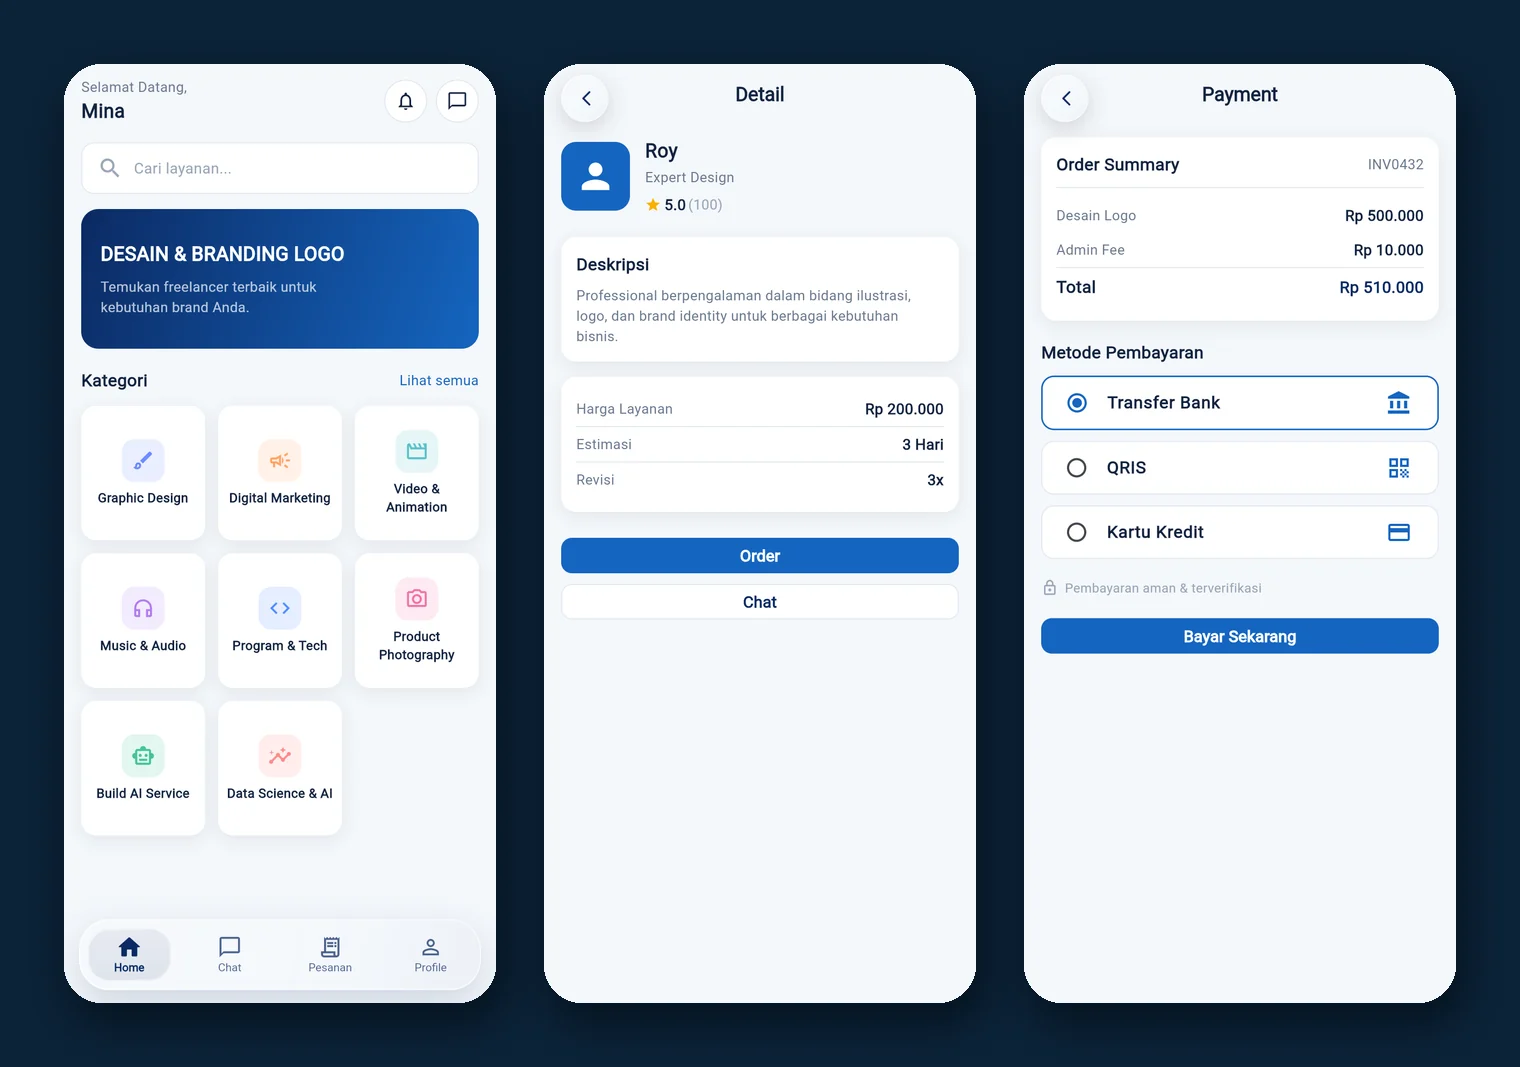 Selamat Datang,
Mina
Cari layanan...
DESAIN & BRANDING LOGO
Temukan freelancer terbaik untuk
kebutuhan brand Anda.
Kategori
Lihat semua
Graphic Design
Digital Marketing
Video &
Animation
Music & Audio
Program & Tech
Product
Photography
Build AI Service
Data Science & AI
Home
Chat
Pesanan
Profile
Detail
Roy
Expert Design
5.0 (100)
Deskripsi
Professional berpengalaman dalam bidang ilustrasi,
logo, dan brand identity untuk berbagai kebutuhan
bisnis.
Harga Layanan Rp 200.000
Estimasi 3 Hari
Revisi 3x
Order
Chat
Payment
Order Summary INV0432
Desain Logo Rp 500.000
Admin Fee Rp 10.000
Total Rp 510.000
Metode Pembayaran
Transfer Bank
QRIS
Kartu Kredit
Pembayaran aman & terverifikasi
Bayar Sekarang